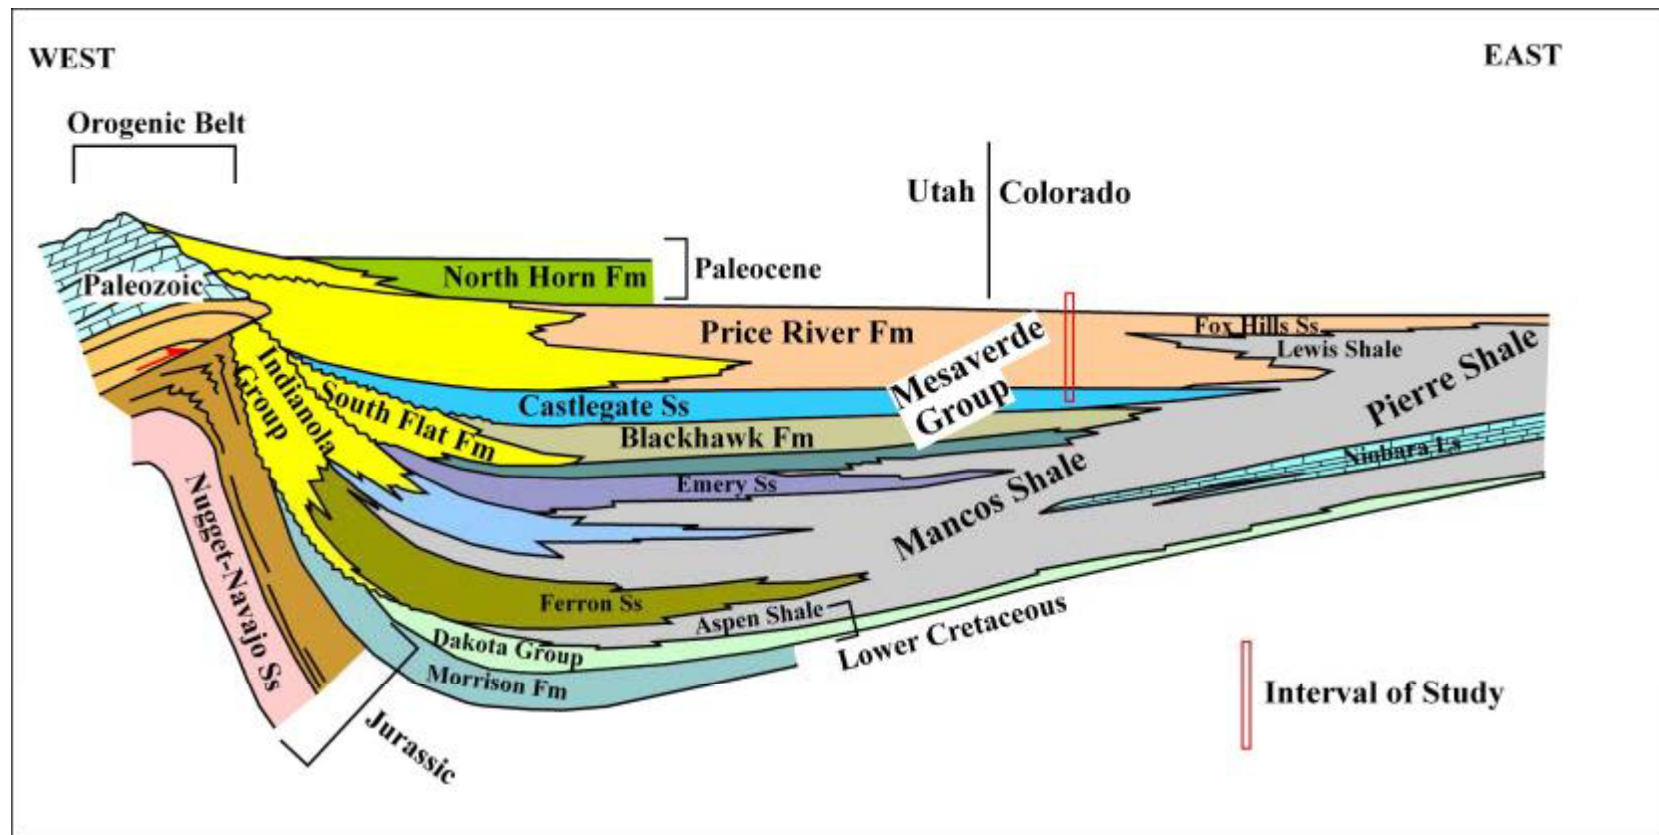 WEST
EAST
Orogenic Belt
Utah
Colorado
Paleozoic
North Horn Fm
Paleocene
Price River Fm
Fox Hills Ss
Lewis Shale
Mesaverde
Group
Pierre Shale
Indianola
Group
South Flat Fm
Castlegate Ss
Blackhawk Fm
Emery Ss
Mancos Shale
Niobara Ls
Nugget-Navajo Ss
Ferron Ss
Aspen Shale
Dakota Group
Lower Cretaceous
Morrison Fm
Jurassic
Interval of Study